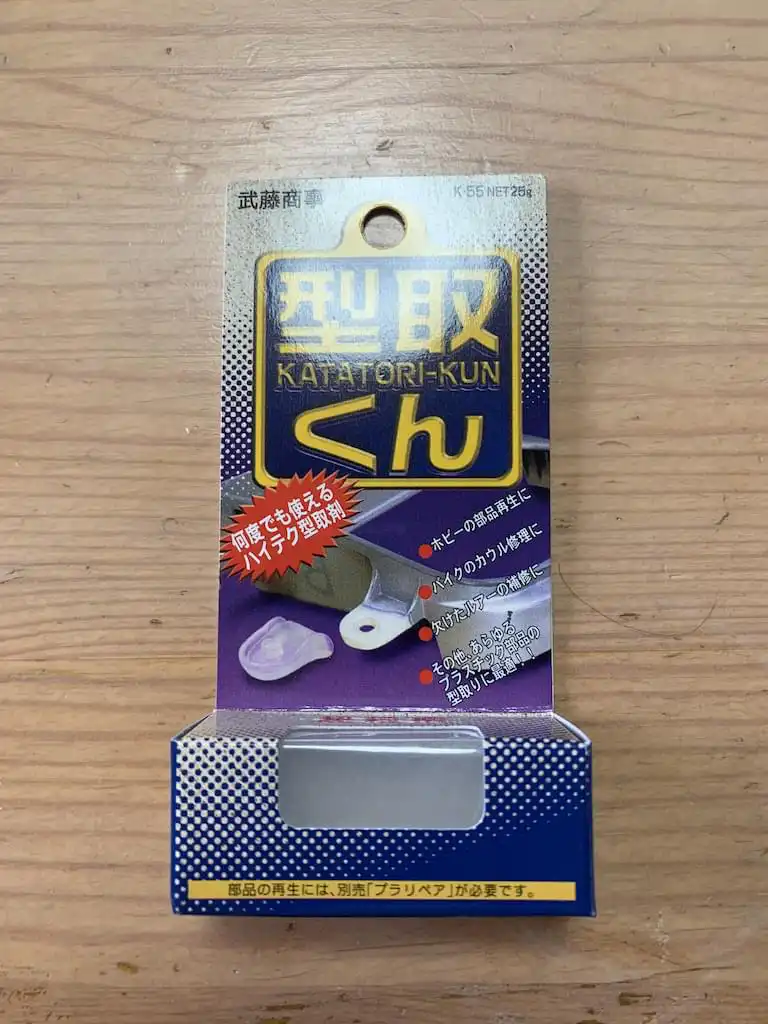 武藤商事
K-55 NET25g
型取
KATATORI-KUN
くん
何度でも使える
ハイテク型取剤
●ホビーの部品再生に
●バイクのカウル修理に
●欠けたルアーの補修に
●その他、あらゆる
プラスチック部品の
型取りに最適!!
部品の再生には、別売「プラリペア」が必要です。